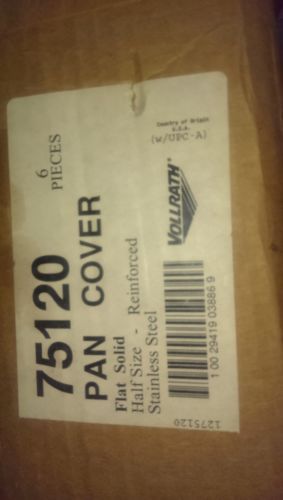 75120
6
PIECES
PAN COVER
Flat Solid
Half Size - Reinforced
Stainless Steel
Country of Origin
U.S.A.
(W/UPC-A)
VOLLRATH®
1 00 29419 03886 9
1275120